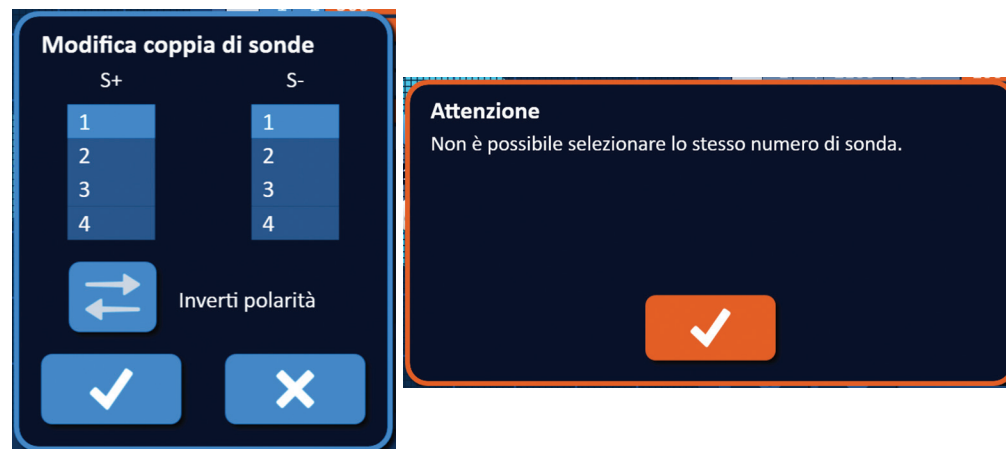 Modifica coppia di sonde
S+ S-
1 1
2 2
3 3
4 4
Inverti polarità
Attenzione
Non è possibile selezionare lo stesso numero di sonda.